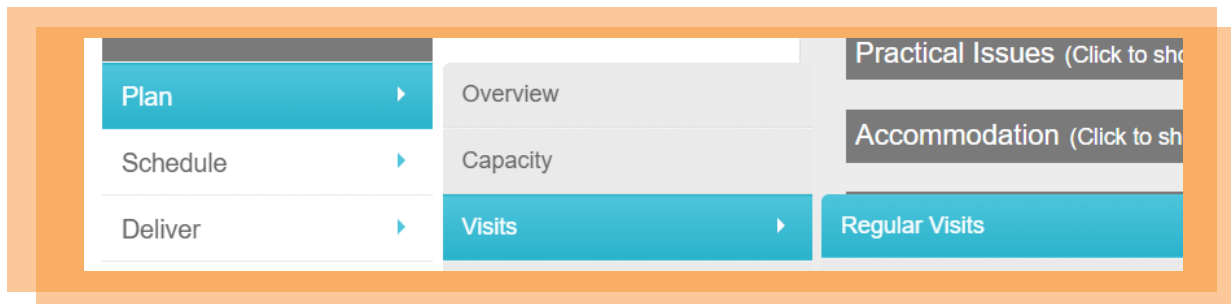 Practical Issues (Click to sho
Plan
Overview
Accommodation (Click to sh
Schedule
Capacity
Deliver
Visits
Regular Visits